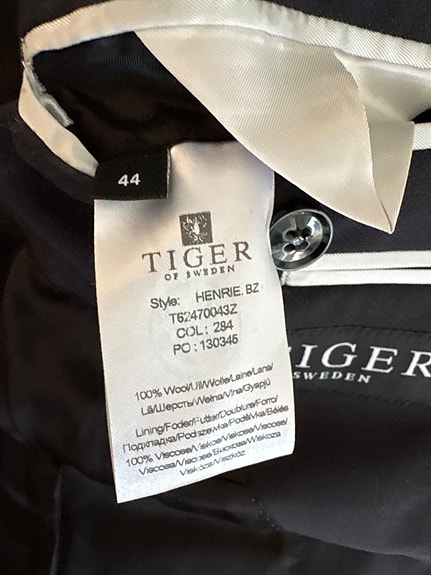 44
TIGER
OF SWEDEN
Style: HENRIE. BZ
T62470043Z
COL: 284
PO: 130345
100% Wool/Ull/Wolle/Laine/Lana/
Lã/Шерсть/Wełna/Vlna/Gyapjú
Lining/Foder/Futter/Doublure/Forro/
Подкладка/Podszewka/Podšívka/Bélés
100% Viscose/Viskos/Viskose/Viscose/
Viscosa/Viscose Вискоза/Wiskoza
Viskóza/Viszkóz
TIGER
SWEDEN